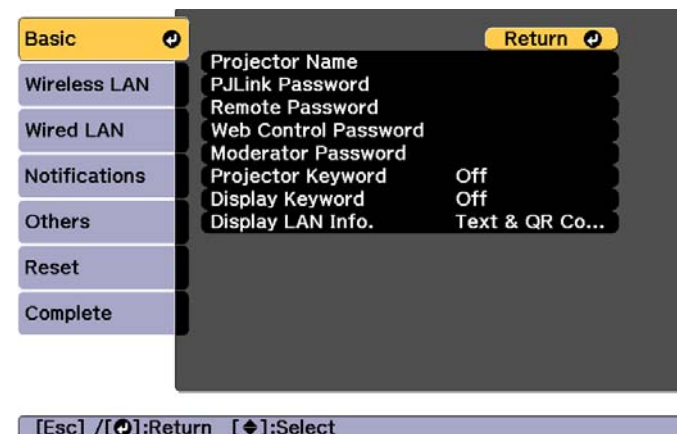 Basic
Wireless LAN
Wired LAN
Notifications
Others
Reset
Complete
Return
Projector Name
PJLink Password
Remote Password
Web Control Password
Moderator Password
Projector Keyword Off
Display Keyword Off
Display LAN Info. Text & QR Co...
[Esc] /[⏎]:Return [◆]:Select